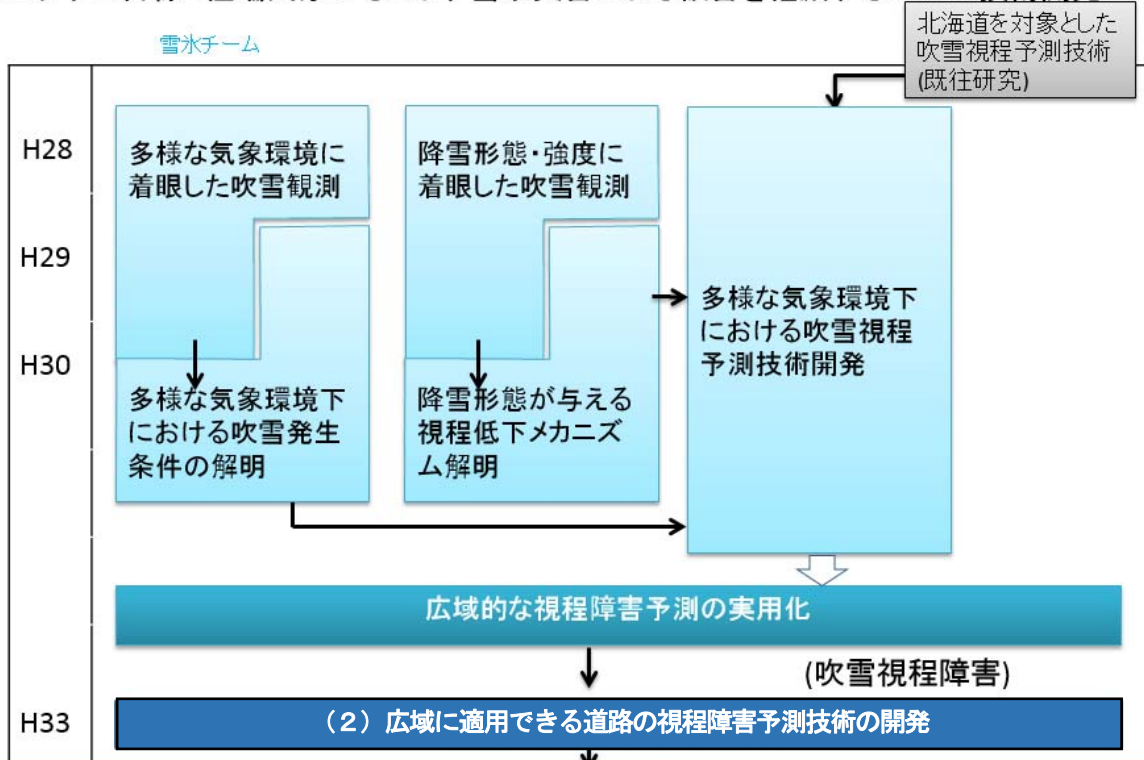 雪氷チーム
北海道を対象とした
吹雪視程予測技術
(既往研究)
H28
多様な気象環境に
着眼した吹雪観測
降雪形態・強度に
着眼した吹雪観測
H29
多様な気象環境下
における吹雪視程
予測技術開発
H30
多様な気象環境下
における吹雪発生
条件の解明
降雪形態が与える
視程低下メカニズ
ム解明
広域的な視程障害予測の実用化
(吹雪視程障害)
H33
（２）広域に適用できる道路の視程障害予測技術の開発